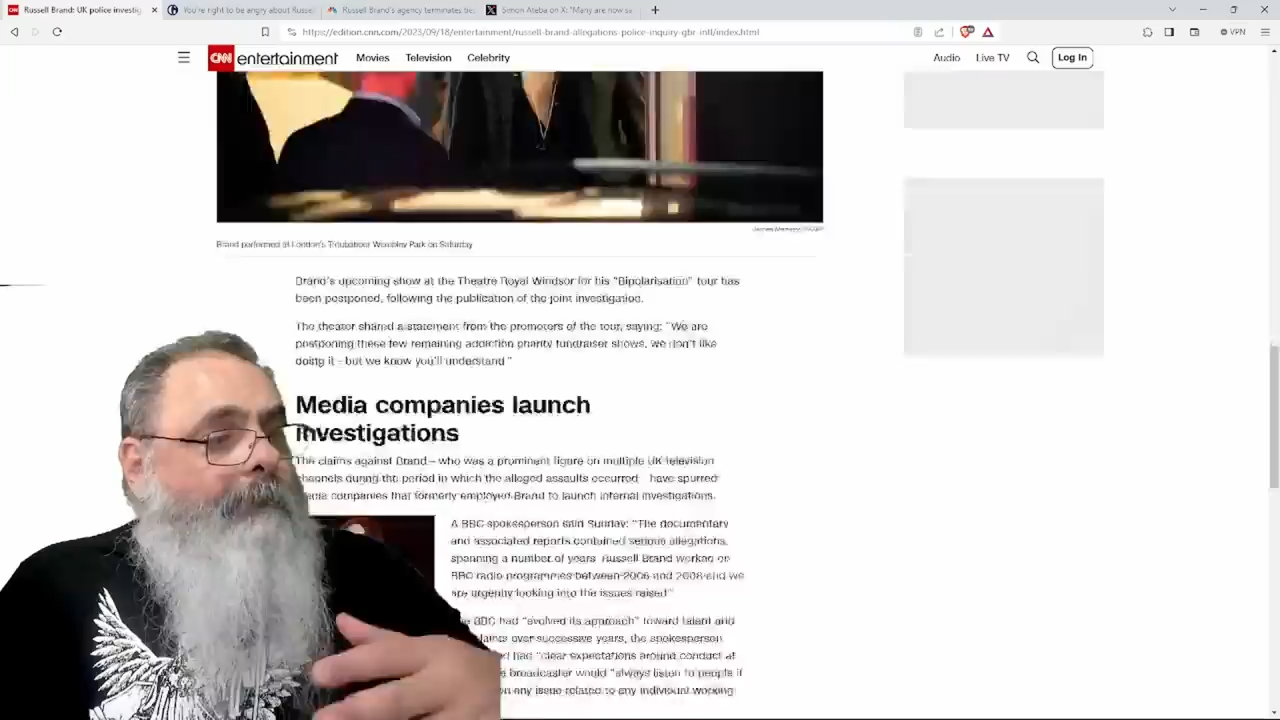 Russell Brand: UK police investig
You're right to be angry about Russel
Russell Brand's agency terminates tie
Simon Ateba on X: "Many are now sa
https://edition.cnn.com/2023/09/18/entertainment/russell-brand-allegations-police-inquiry-gbr-intl/index.html
VPN
CNN entertainment Movies Television Celebrity Audio Live TV Log In
Brand performed at London's Troubadour Wembley Park on Saturday
Brand's upcoming show at the Theatre Royal Windsor for his "Bipolarisation" tour has
been postponed, following the publication of the joint investigation.
The theater shared a statement from the promoters of the tour, saying: "We are
postponing these few remaining addiction charity fundraiser shows, we don't like
doing it - but we know you'll understand."
Media companies launch
investigations
The claims against Brand – who was a prominent figure on multiple UK television
channels during the period in which the alleged assaults occurred – have spurred
media companies that formerly employed Brand to launch internal investigations.
A BBC spokesperson said Sunday: "The documentary
and associated reports contained serious allegations,
spanning a number of years. Russell Brand worked on
BBC radio programmes between 2006 and 2008 and we
are urgently looking into the issues raised"
BBC had "evolved its approach" toward talent and
over successive years, the spokesperson
had "clear expectations around conduct at
broadcaster would "always listen to people if
any issue related to any individual working